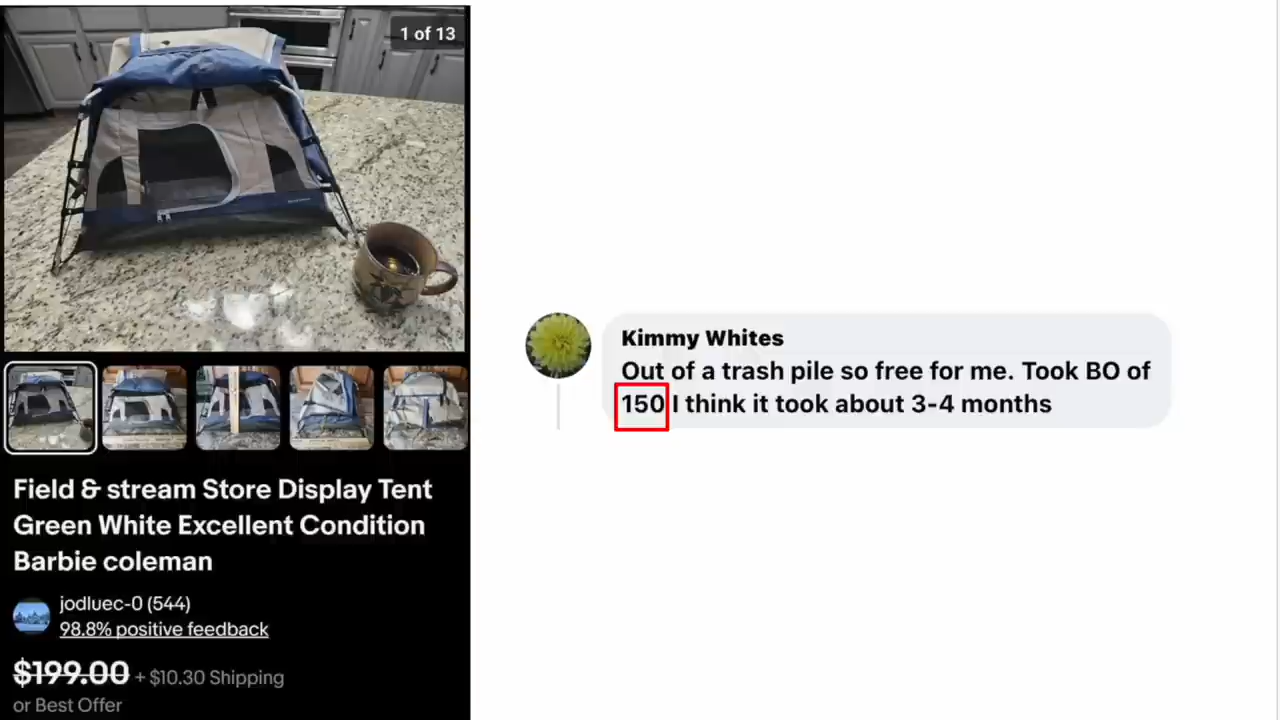 1 of 13
Field & stream Store Display Tent
Green White Excellent Condition
Barbie coleman
jodluec-0 (544)
98.8% positive feedback
$199.00 + $10.30 Shipping
or Best Offer
Kimmy Whites
Out of a trash pile so free for me. Took BO of
150 I think it took about 3-4 months